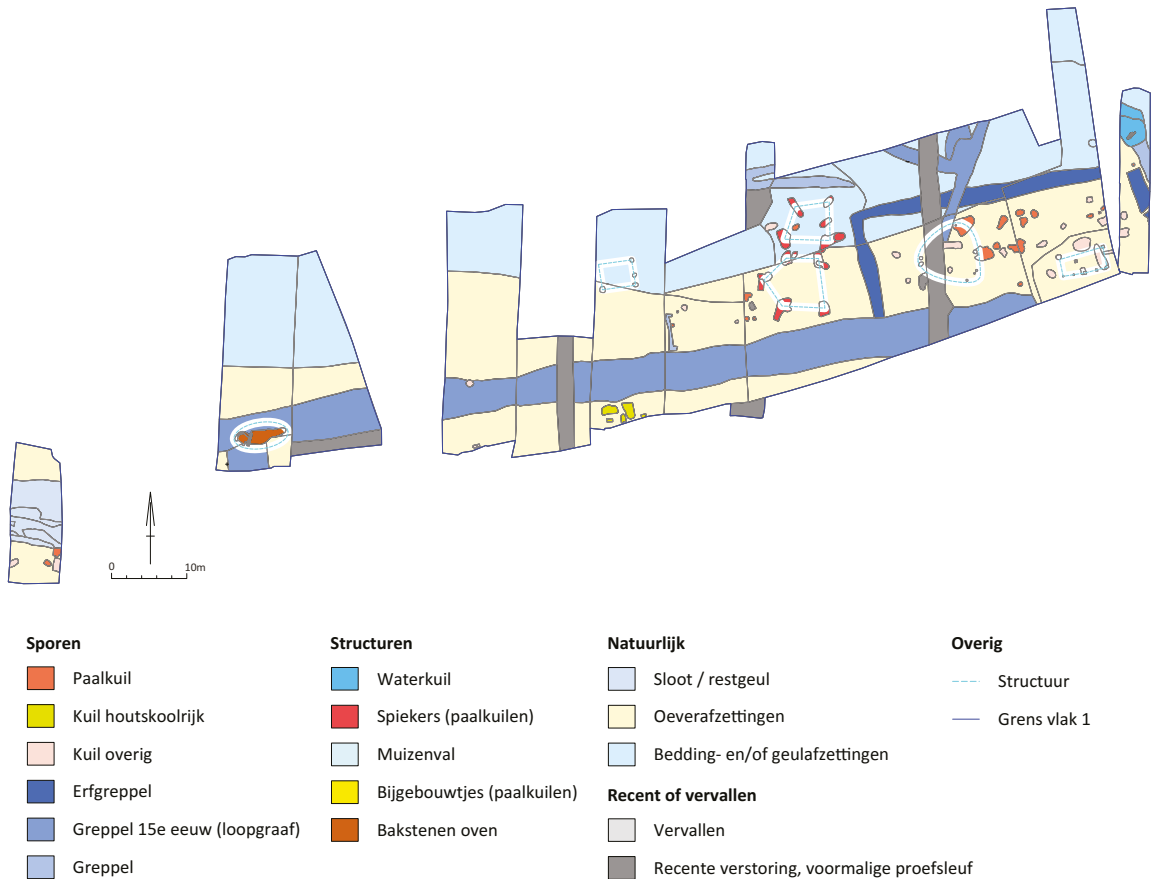 0
10m
Sporen
Paalkuil
Kuil houtskoolrijk
Kuil overig
Erfgreppel
Greppel 15e eeuw (loopgraaf)
Greppel
Structuren
Waterkuil
Spiekers (paalkuilen)
Muizenval
Bijgebouwtjes (paalkuilen)
Bakstenen oven
Natuurlijk
Sloot / restgeul
Oeverafzettingen
Bedding- en/of geulafzettingen
Recent of vervallen
Vervallen
Recente verstoring, voormalige proefsleuf
Overig
Structuur
Grens vlak 1